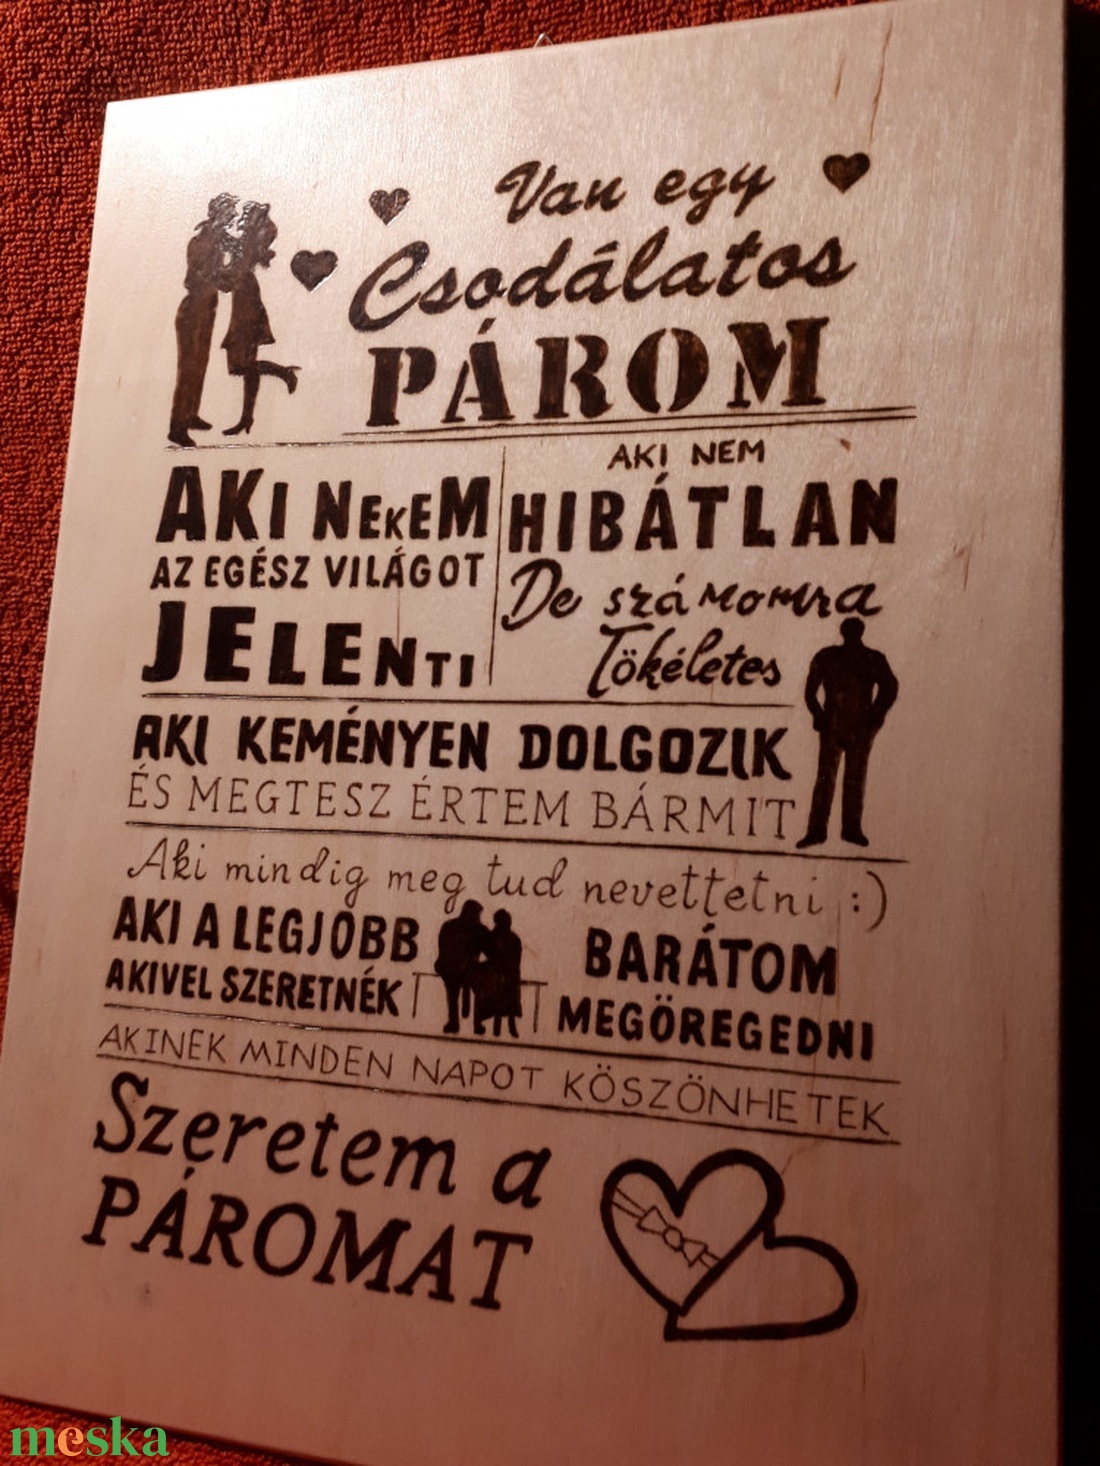 Van egy
Csodálatos
PÁROM
AKI NEKEM
AZ EGÉSZ VILÁGOT
JELENTI
AKI NEM
HIBÁTLAN
De számomra
Tökéletes
AKI KEMÉNYEN DOLGOZIK
ÉS MEGTESZ ÉRTEM BÁRMIT
Aki mindig meg tud nevettetni :)
AKI A LEGJOBB BARÁTOM
AKIVEL SZERETNÉK MEGÖREGEDNI
AKINEK MINDEN NAPOT KÖSZÖNHETEK
Szeretem a
PÁROMAT
meska